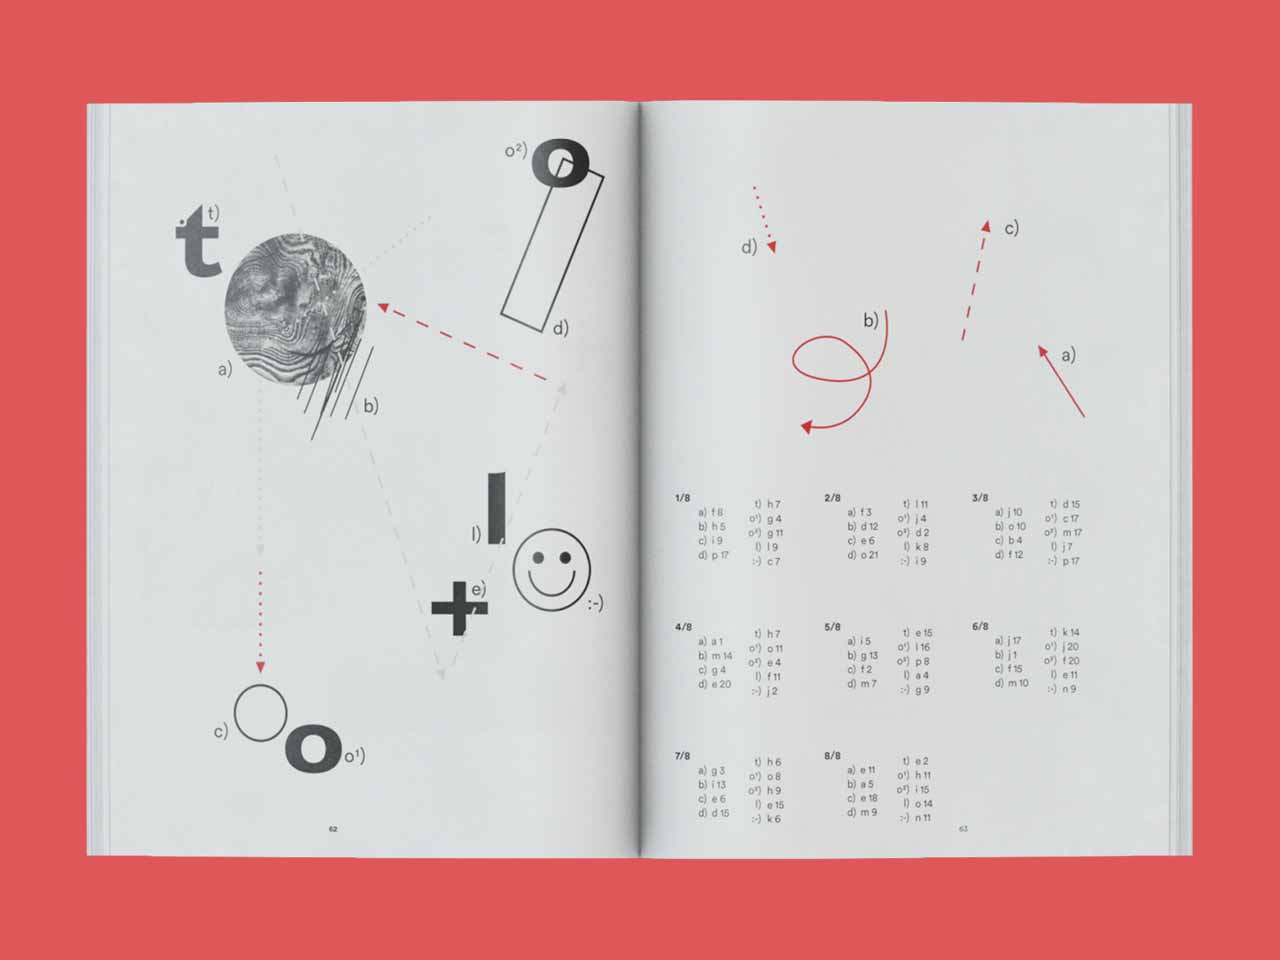 o²)
o
t
t)
d)
a)
b)
l
l)
e)
+
:-)
c)
o
o¹)
62
d)
c)
b)
a)
1/8
a) f 8
b) h 5
c) i 9
d) p 17
t) h 7
o¹) g 4
o²) g 11
l) l 9
:-) c 7
2/8
a) f 3
b) d 12
c) e 6
d) o 21
t) l 11
o¹) j 4
o²) d 2
l) k 8
:-) i 9
3/8
a) j 10
b) o 10
c) b 4
d) f 12
t) d 15
o¹) c 17
o²) m 17
l) j 7
:-) p 17
4/8
a) a 1
b) m 14
c) g 4
d) e 20
t) h 7
o¹) o 11
o²) e 4
l) f 11
:-) j 2
5/8
a) i 5
b) g 13
c) f 2
d) m 7
t) e 15
o¹) l 16
o²) p 8
l) a 4
:-) g 9
6/8
a) j 17
b) j 1
c) f 15
d) m 10
t) k 14
o¹) j 20
o²) f 20
l) e 11
:-) n 9
7/8
a) g 3
b) i 13
c) e 6
d) d 15
t) h 6
o¹) o 8
o²) h 9
l) e 15
:-) k 6
8/8
a) e 11
b) a 5
c) e 18
d) m 9
t) e 2
o¹) h 11
o²) i 15
l) o 14
:-) n 11
63